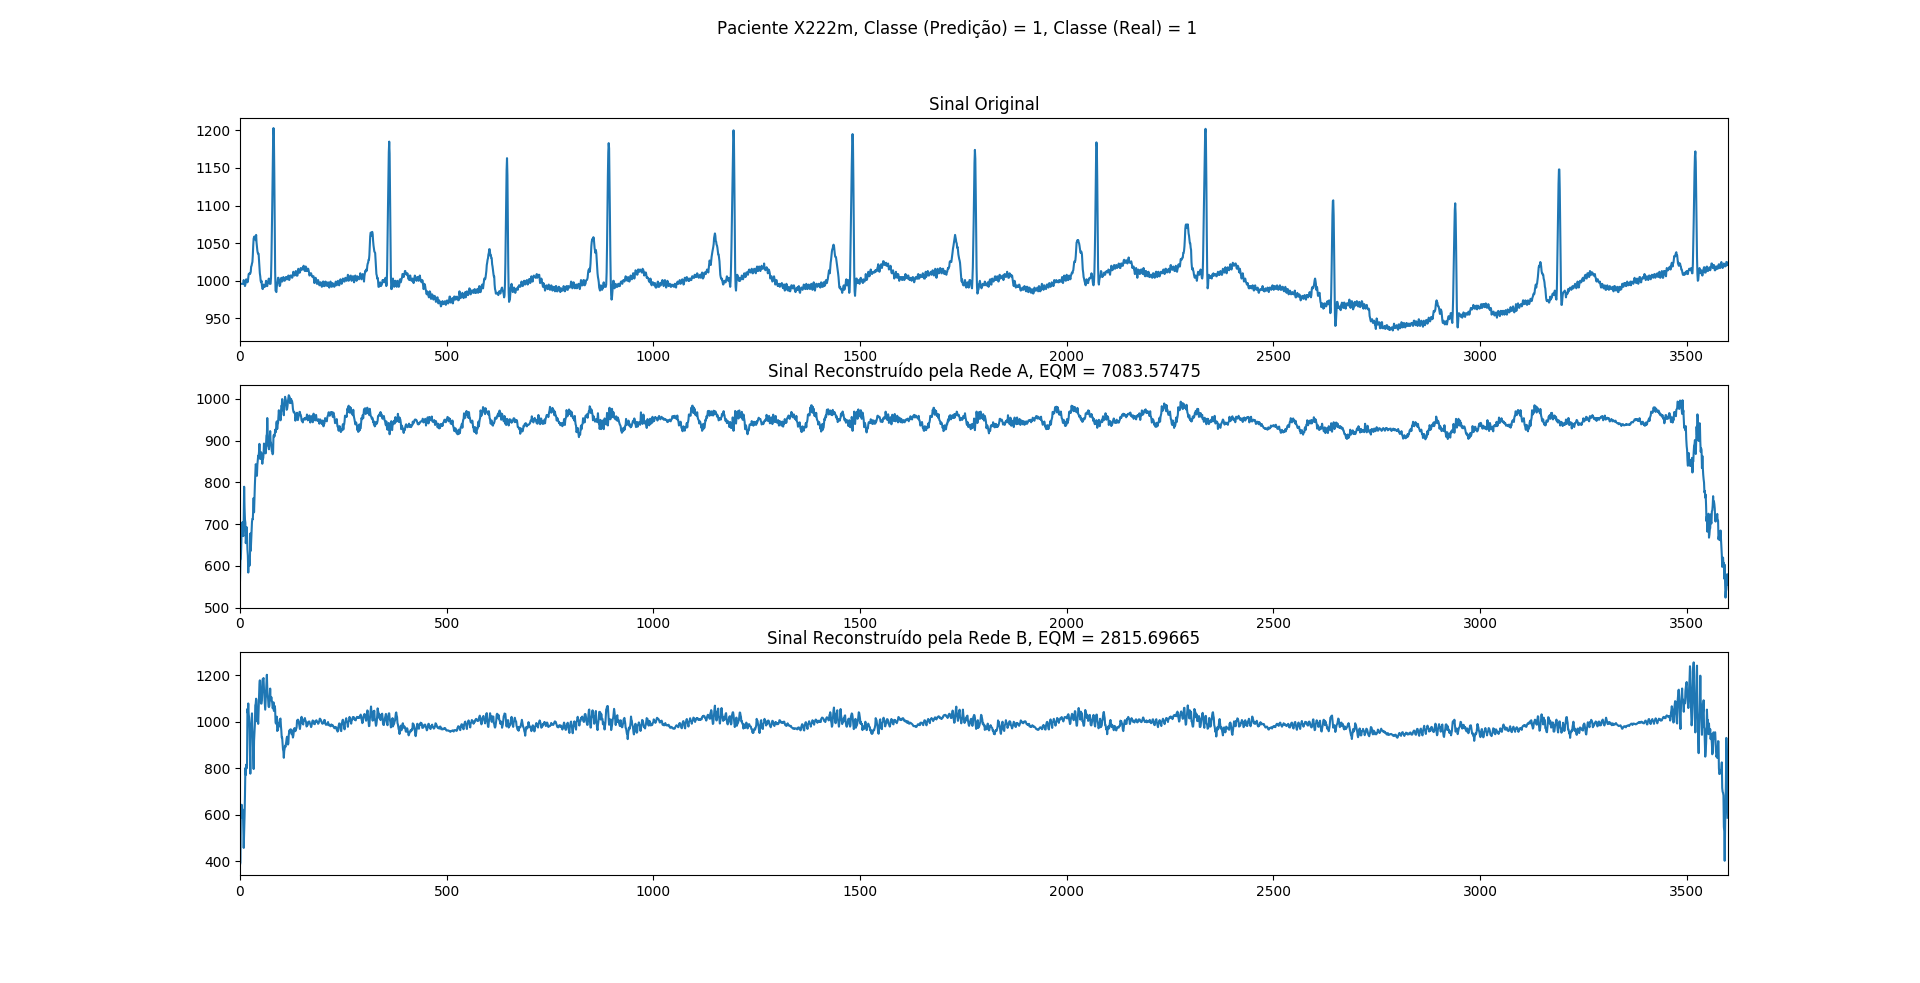 Paciente X222m, Classe (Predição) = 1, Classe (Real) = 1
Sinal Original
1200
1150
1100
1050
1000
950
0 500 1000 1500 2000 2500 3000 3500
Sinal Reconstruído pela Rede A, EQM = 7083.57475
1000
900
800
700
600
500
0 500 1000 1500 2000 2500 3000 3500
Sinal Reconstruído pela Rede B, EQM = 2815.69665
1200
1000
800
600
400
0 500 1000 1500 2000 2500 3000 3500